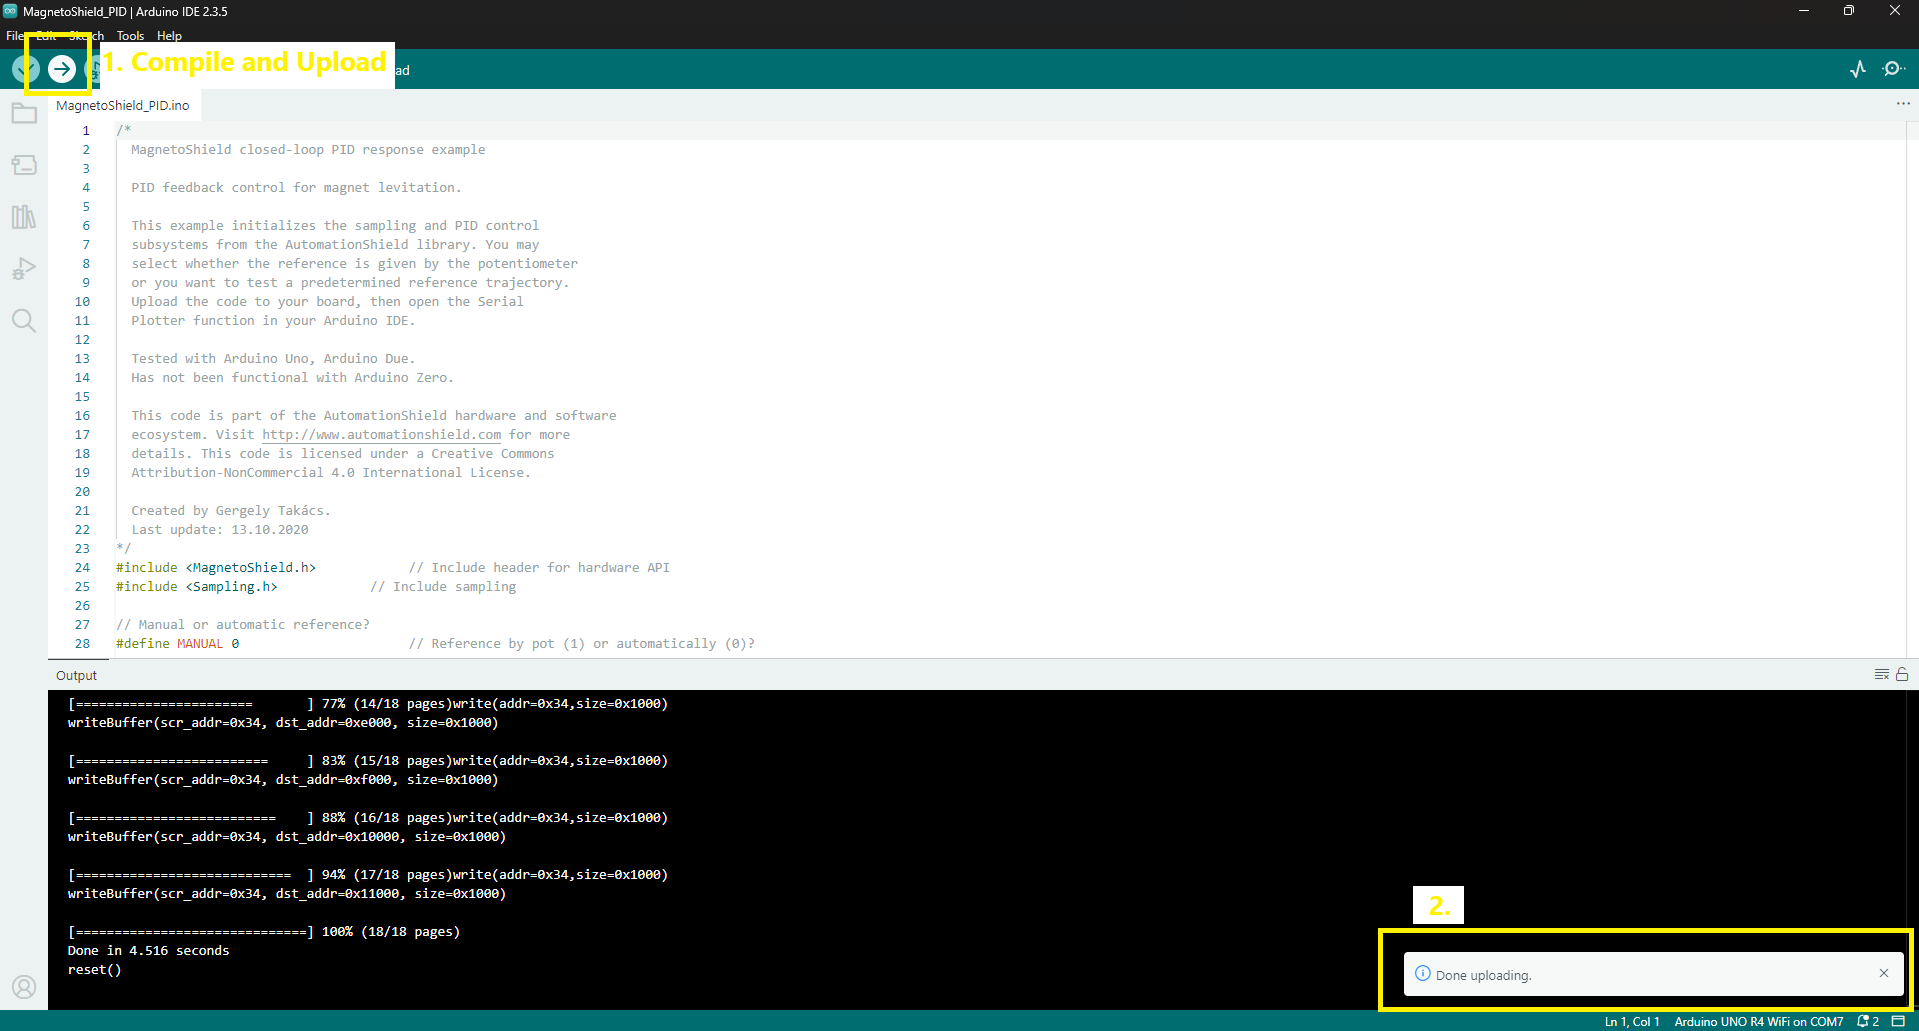 MagnetoShield_PID | Arduino IDE 2.3.5
File Edit Sketch Tools Help
1. Compile and Upload
ad
MagnetoShield_PID.ino
1 /*
2 MagnetoShield closed-loop PID response example
3
4 PID feedback control for magnet levitation.
5
6 This example initializes the sampling and PID control
7 subsystems from the AutomationShield library. You may
8 select whether the reference is given by the potentiometer
9 or you want to test a predetermined reference trajectory.
10 Upload the code to your board, then open the Serial
11 Plotter function in your Arduino IDE.
12
13 Tested with Arduino Uno, Arduino Due.
14 Has not been functional with Arduino Zero.
15
16 This code is part of the AutomationShield hardware and software
17 ecosystem. Visit http://www.automationshield.com for more
18 details. This code is licensed under a Creative Commons
19 Attribution-NonCommercial 4.0 International License.
20
21 Created by Gergely Takács.
22 Last update: 13.10.2020
23 */
24 #include <MagnetoShield.h> // Include header for hardware API
25 #include <Sampling.h> // Include sampling
26
27 // Manual or automatic reference?
28 #define MANUAL 0 // Reference by pot (1) or automatically (0)?
Output
[======================= ] 77% (14/18 pages)write(addr=0x34,size=0x1000)
writeBuffer(scr_addr=0x34, dst_addr=0xe000, size=0x1000)
[========================= ] 83% (15/18 pages)write(addr=0x34,size=0x1000)
writeBuffer(scr_addr=0x34, dst_addr=0xf000, size=0x1000)
[========================== ] 88% (16/18 pages)write(addr=0x34,size=0x1000)
writeBuffer(scr_addr=0x34, dst_addr=0x10000, size=0x1000)
[============================ ] 94% (17/18 pages)write(addr=0x34,size=0x1000)
writeBuffer(scr_addr=0x34, dst_addr=0x11000, size=0x1000)
[==============================] 100% (18/18 pages)
Done in 4.516 seconds
reset()
2.
Done uploading.
Ln 1, Col 1 Arduino UNO R4 WiFi on COM7 2